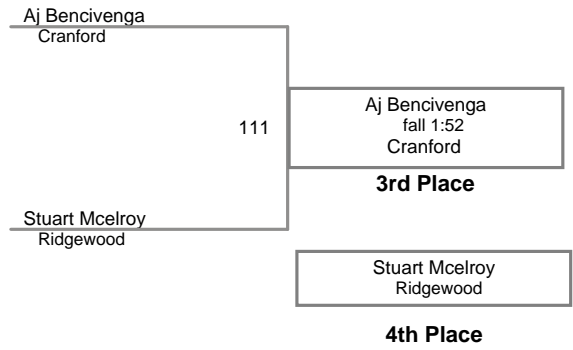 Aj Bencivenga
Cranford
111
Aj Bencivenga
fall 1:52
Cranford
3rd Place
Stuart Mcelroy
Ridgewood
Stuart Mcelroy
Ridgewood
4th Place